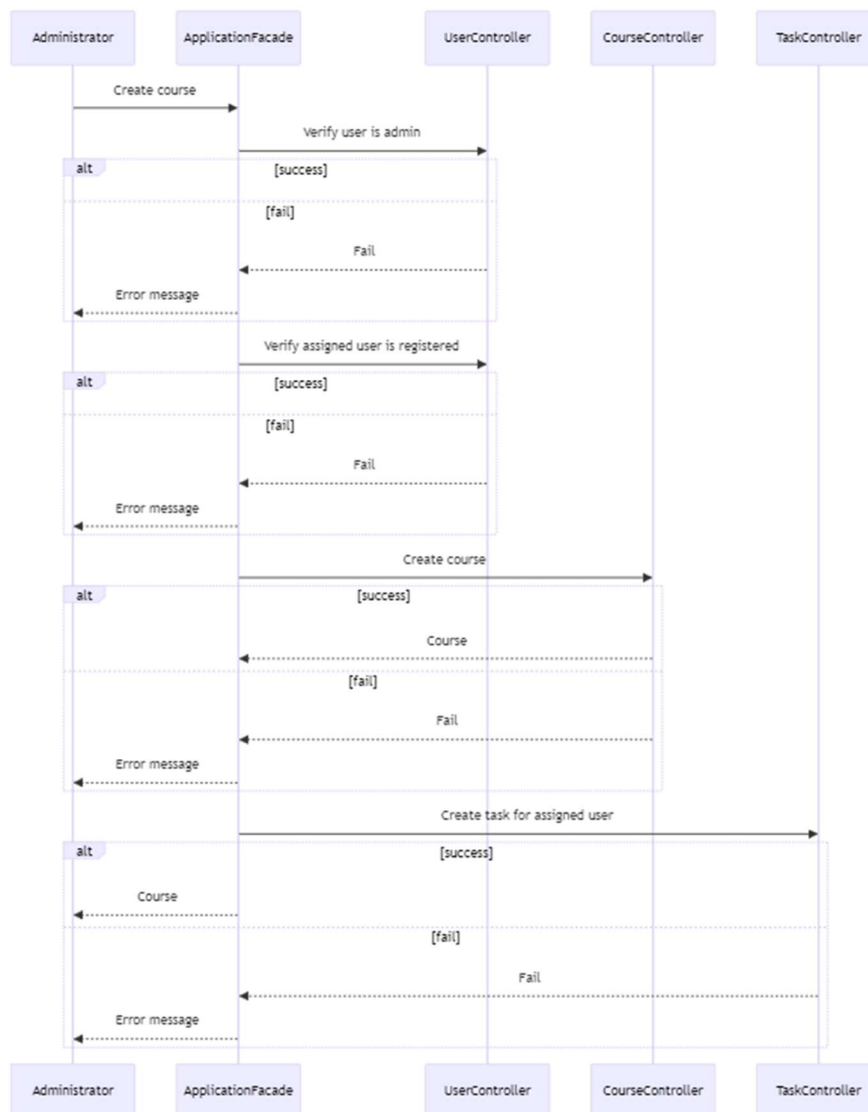 Administrator
ApplicationFacade
UserController
CourseController
TaskController
Create course
Verify user is admin
alt
[success]
[fail]
Fail
Error message
Verify assigned user is registered
alt
[success]
[fail]
Fail
Error message
Create course
alt
[success]
Course
[fail]
Fail
Error message
Create task for assigned user
alt
[success]
Course
[fail]
Fail
Error message
Administrator
ApplicationFacade
UserController
CourseController
TaskController